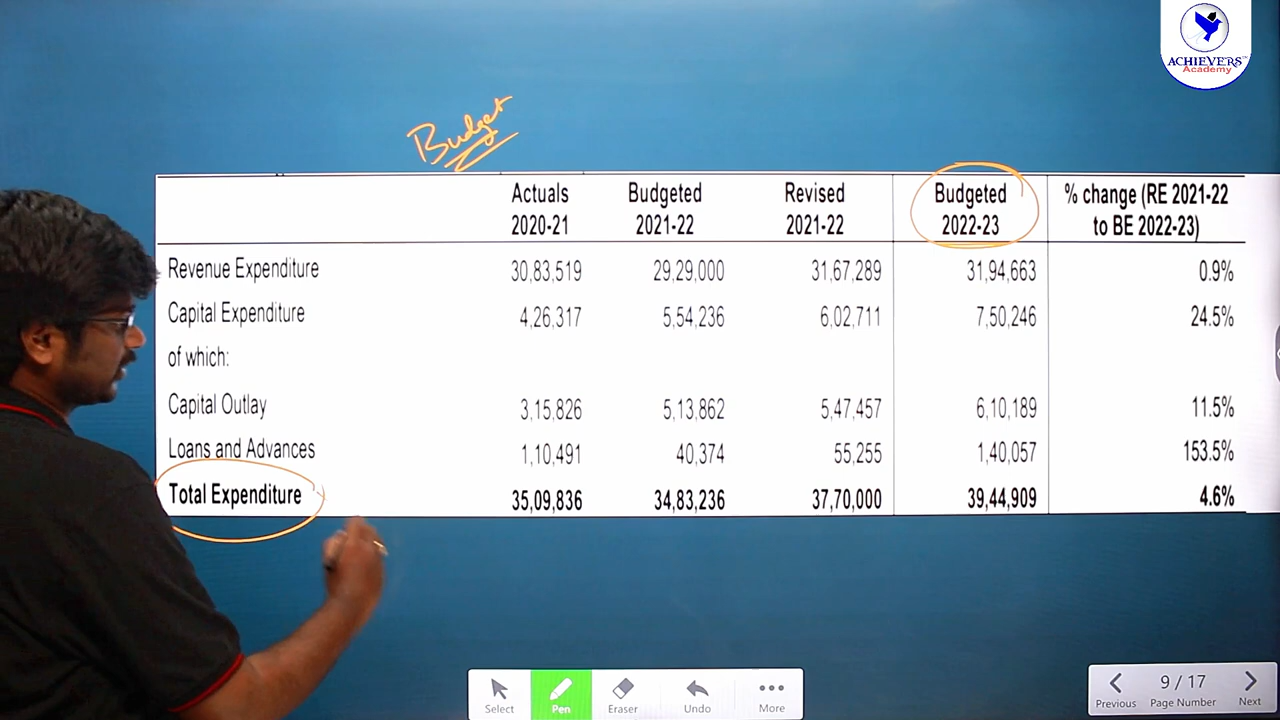 ACHIEVERS
Academy
Budget
Actuals 2020-21 Budgeted 2021-22 Revised 2021-22 Budgeted 2022-23 % change (RE 2021-22 to BE 2022-23)
Revenue Expenditure 30,83,519 29,29,000 31,67,289 31,94,663 0.9%
Capital Expenditure 4,26,317 5,54,236 6,02,711 7,50,246 24.5%
of which:
Capital Outlay 3,15,826 5,13,862 5,47,457 6,10,189 11.5%
Loans and Advances 1,10,491 40,374 55,255 1,40,057 153.5%
Total Expenditure 35,09,836 34,83,236 37,70,000 39,44,909 4.6%
Select Pen Eraser Undo More
Previous 9 / 17 Page Number Next